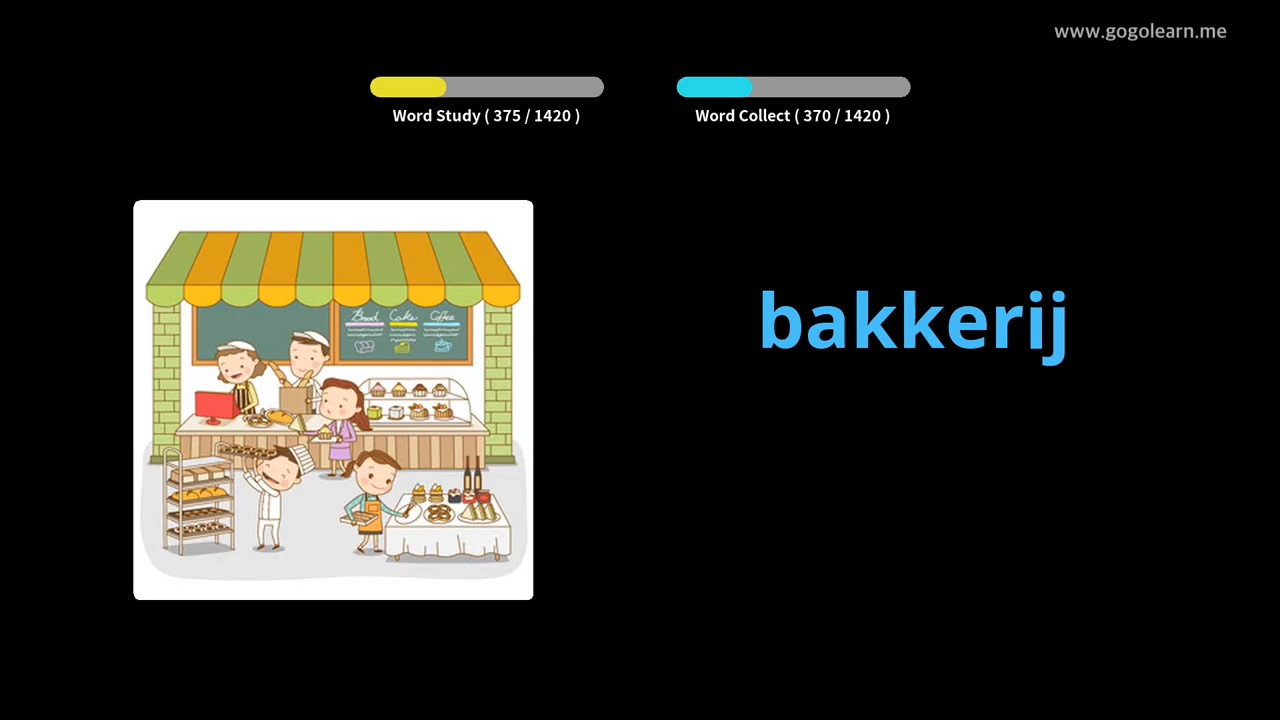 www.gogolearn.me
Word Study ( 375 / 1420 )
Word Collect ( 370 / 1420 )
Bread Cake Coffee
bakkerij